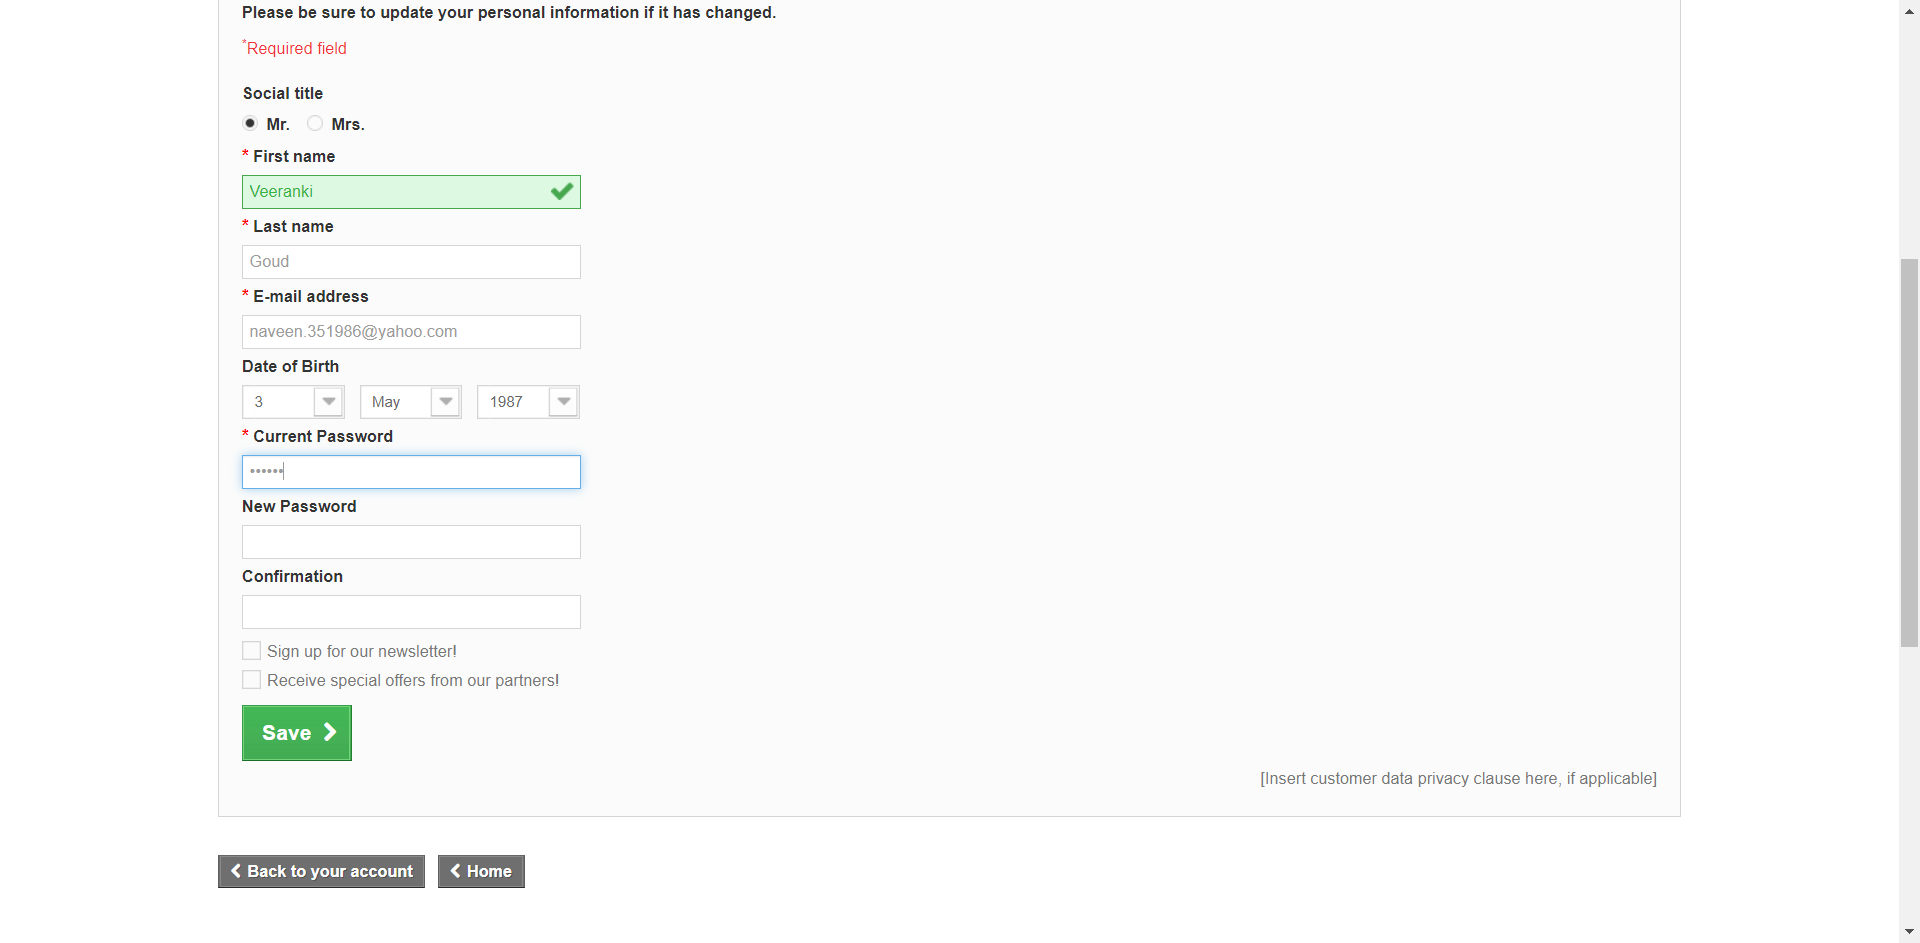 Please be sure to update your personal information if it has changed.
*Required field
Social title
Mr. Mrs.
* First name
Veeranki
* Last name
Goud
* E-mail address
naveen.351986@yahoo.com
Date of Birth
3 May 1987
* Current Password
••••••
New Password
Confirmation
Sign up for our newsletter!
Receive special offers from our partners!
Save
[Insert customer data privacy clause here, if applicable]
Back to your account Home